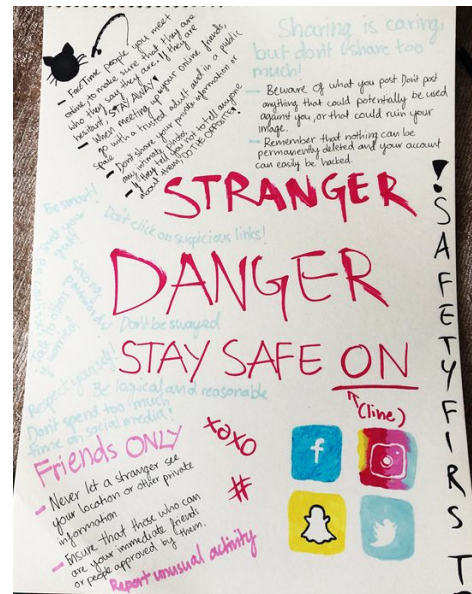 - FaceTime people you meet
online, to make sure that they are
who they say they are. If they are
hesitant, STAY AWAY!
- When meeting up your online friends,
go with a trusted adult and in a public
space
- Don't share your private information or
any intimate photos
- If they tell you not to tell anyone
about them, DO THE OPPOSITE!
Sharing is caring,
but don't share too
much!
- Beware of what you post. Don't post
anything that could potentially be used
against you, or that could ruin your
image.
- Remember that nothing can be
permanently deleted and your account
can easily be hacked.
STRANGER
DANGER
STAY SAFE ON
(line)
! SAFETY FIRST
Be smart!
Don't click on suspicious links!
strong
Don't be swayed
Be logical and reasonable
Don't spend too much
time on social media!
Friends ONLY
- Never let a stranger see
your location or other private
information
- Ensure that those who can
are your immediate friends
or people approved by them.
Report unusual activity
xoxo
#
f